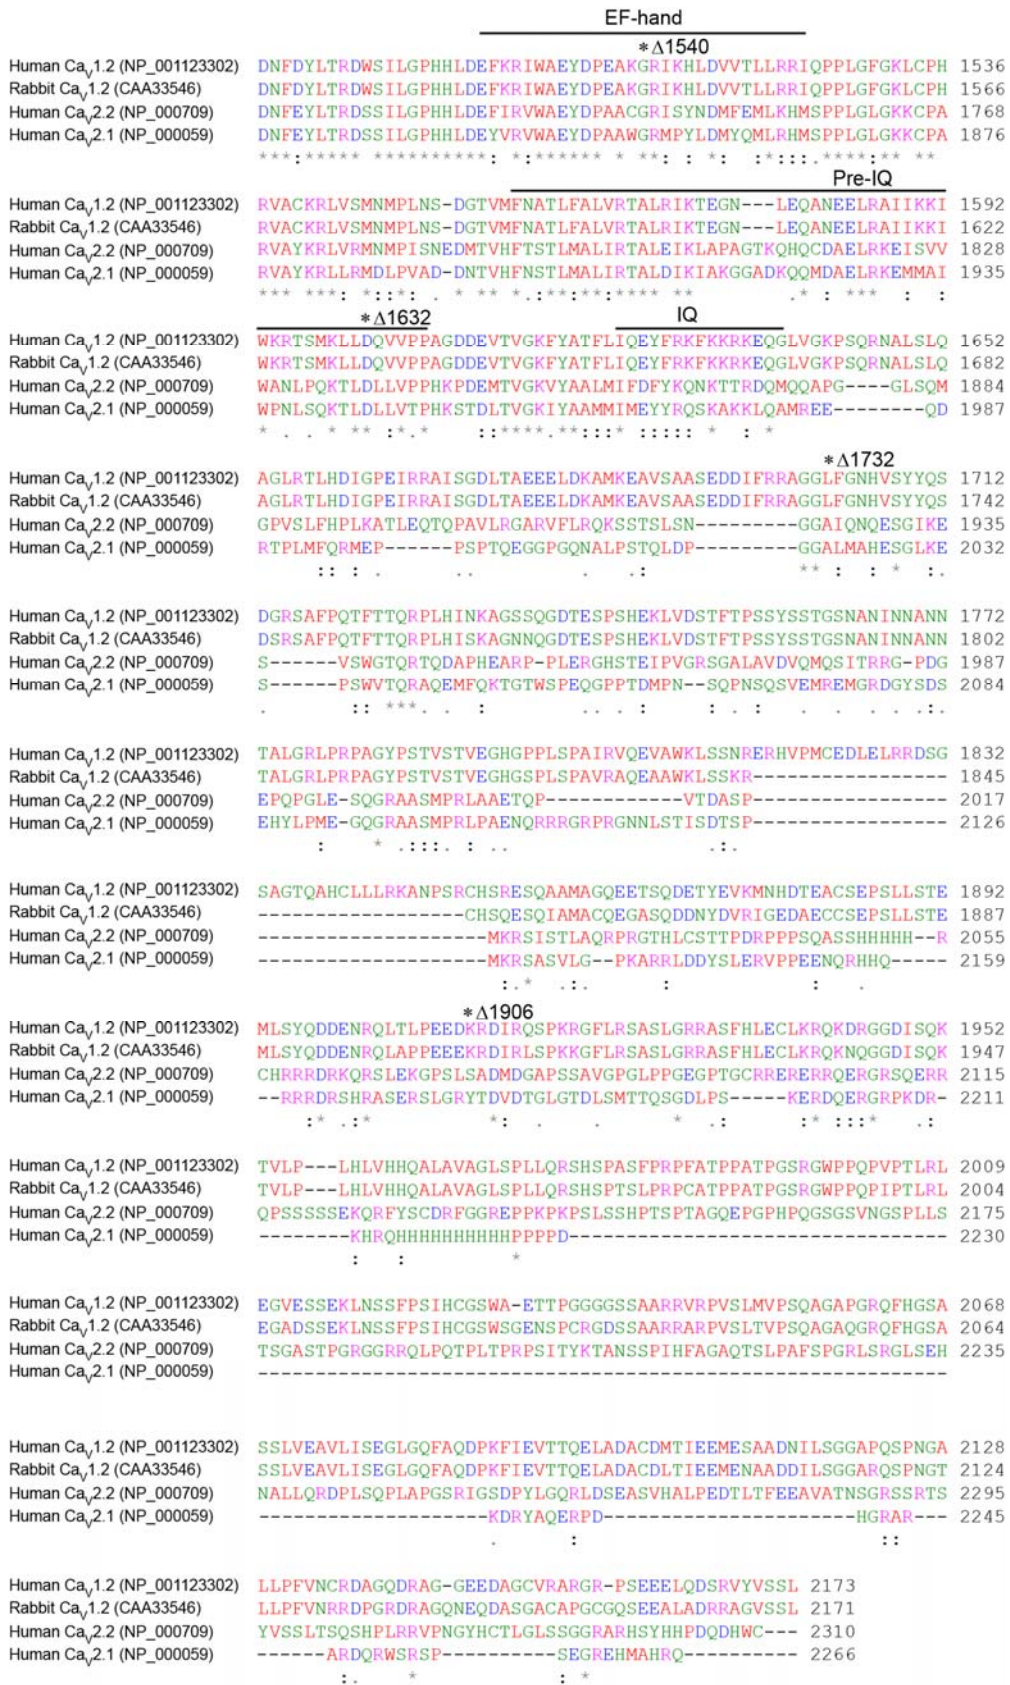 EF-hand
*Δ1540
Human CaV1.2 (NP_001123302) DNFDYLTRDWSILGPHHLDEFKRIWAEYDPEAKGRIKHLDVVTLLRRIQPPLGFGKLCPH 1536
Rabbit CaV1.2 (CAA33546) DNFDYLTRDWSILGPHHLDEFKRIWAEYDPEAKGRIKHLDVVTLLRRIQPPLGFGKLCPH 1566
Human CaV2.2 (NP_000709) DNFEYLTRDSSILGPHHLDEFIRVWAEYDPAACGRISYNDMFEMLKHMSPPLGLGKKCPA 1768
Human CaV2.1 (NP_000059) DNFEYLTRDSSILGPHHLDEYVRVWAEYDPAAWGRMPYLDMYQMLRHMSPPLGLGKKCPA 1876
***:***** **********: *:******* * **: : *: :*:::.****:** **
Pre-IQ
Human CaV1.2 (NP_001123302) RVACKRLVSMNMPLNS-DGTVMFNATLFALVRTALRIKTEGN---LEQANEELRAIIKKI 1592
Rabbit CaV1.2 (CAA33546) RVACKRLVSMNMPLNS-DGTVMFNATLFALVRTALRIKTEGN---LEQANEELRAIIKKI 1622
Human CaV2.2 (NP_000709) RVAYKRLVRMNMPISNEDMTVHFTSTLMALIRTALEIKLAPAGTKQHQCDAELRKEISVV 1828
Human CaV2.1 (NP_000059) RVAYKRLLRMDLPVAD-DNTVHFNSTLMALIRTALDIKIAKGGADKQQMDAELRKEMMAI 1935
*** ***: *::*: . * ** *.:**:**:**** ** .* : *** : :
*Δ1632
IQ
Human CaV1.2 (NP_001123302) WKRTSMKLLDQVVPPAGDDEVTVGKFYATFLIQEYFRKFKKRKEQGLVGKPSQRNALSLQ 1652
Rabbit CaV1.2 (CAA33546) WKRTSMKLLDQVVPPAGDDEVTVGKFYATFLIQEYFRKFKKRKEQGLVGKPSQRNALSLQ 1682
Human CaV2.2 (NP_000709) WANLPQKTLDLLVPPHKPDEMTVGKVYAALMIFDFYKQNKTTRDQMQQAPG----GLSQM 1884
Human CaV2.1 (NP_000059) WPNLSQKTLDLLVTPHKSTDLTVGKIYAAMMIMEYYRQSKAKKLQAMREE--------QD 1987
* . . * ** :*.* ::****.**:::* ::::: * : *
*Δ1732
Human CaV1.2 (NP_001123302) AGLRTLHDIGPEIRRAISGDLTAEEELDKAMKEAVSAASEDDIFRRAGGLFGNHVSYYQS 1712
Rabbit CaV1.2 (CAA33546) AGLRTLHDIGPEIRRAISGDLTAEEELDKAMKEAVSAASEDDIFRRAGGLFGNHVSYYQS 1742
Human CaV2.2 (NP_000709) GPVSLFHPLKATLEQTQPAVLRGARVFLRQKSSTSLSN---------GGAIQNQESGIKE 1935
Human CaV2.1 (NP_000059) RTPLMFQRMEP------PSPTQEGGPGQNALPSTQLDP---------GGALMAHESGLKE 2032
:: : . .. . .: ** : : * :.
Human CaV1.2 (NP_001123302) DGRSAFPQTFTTQRPLHINKAGSSQGDTESPSHEKLVDSTFTPSSYSSTGSNANINNANN 1772
Rabbit CaV1.2 (CAA33546) DSRSAFPQTFTTQRPLHISKAGNNQGDTESPSHEKLVDSTFTPSSYSSTGSNANINNANN 1802
Human CaV2.2 (NP_000709) S------VSWGTQRTQDAPHEARP-PLERGHSTEIPVGRSGALAVDVQMQSITRRG-PDG 1987
Human CaV2.1 (NP_000059) S------PSWVTQRAQEMFQKTGTWSPEQGPPTDMPN--SQPNSQSVEMREMGRDGYSDS 2084
. :: ***. . : . . . : . : . . . .:.
Human CaV1.2 (NP_001123302) TALGRLPRPAGYPSTVSTVEGHGPPLSPAIRVQEVAWKLSSNRERHVPMCEDLELRRDSG 1832
Rabbit CaV1.2 (CAA33546) TALGRLPRPAGYPSTVSTVEGHGSPLSPAVRAQEAAWKLSSKR----------------- 1845
Human CaV2.2 (NP_000709) EPQPGLE-SQGRAASMPRLAAETQP------------VTDASP----------------- 2017
Human CaV2.1 (NP_000059) EHYLPME-GQGRAASMPRLPAENQRRRGRPRGNNLSTISDTSP----------------- 2126
: * .:::. : .. .:.
Human CaV1.2 (NP_001123302) SAGTQAHCLLLRKANPSRCHSRESQAAMAGQEETSQDETYEVKMNHDTEACSEPSLLSTE 1892
Rabbit CaV1.2 (CAA33546) ------------------CHSQESQIAMACQEGASQDDNYDVRIGEDAECCSEPSLLSTE 1887
Human CaV2.2 (NP_000709) --------------------MKRSISTLAQRPRGTHLCSTTPDRPPPSQASSHHHHH--R 2055
Human CaV2.1 (NP_000059) --------------------MKRSASVLG--PKARRLDDYSLERVPPEENQRHHQ----- 2159
:.* .:. : : .
*Δ1906
Human CaV1.2 (NP_001123302) MLSYQDDENRQLTLPEEDKRDIRQSPKRGFLRSASLGRRASFHLECLKRQKDRGGDISQK 1952
Rabbit CaV1.2 (CAA33546) MLSYQDDENRQLAPPEEEKRDIRLSPKKGFLRSASLGRRASFHLECLKRQKNQGGDISQK 1947
Human CaV2.2 (NP_000709) CHRRRDRKQRSLEKGPSLSADMDGAPSSAVGPGLPPGEGPTGCRRERERRQERGRSQERR 2115
Human CaV2.1 (NP_000059) --RRRDRSHRASERSLGRYTDVDTGLGTDLSMTTQSGDLPS-----KERDQERGRPKDR- 2211
:* .:* *: . . * .: :* ::* .:
Human CaV1.2 (NP_001123302) TVLP---LHLVHHQALAVAGLSPLLQRSHSPASFPRPFATPPATPGSRGWPPQPVPTLRL 2009
Rabbit CaV1.2 (CAA33546) TVLP---LHLVHHQALAVAGLSPLLQRSHSPTSLPRPCATPPATPGSRGWPPQPIPTLRL 2004
Human CaV2.2 (NP_000709) QPSSSSSEKQRFYSCDRFGGREPPKPKPSLSSHPTSPTAGQEPGPHPQGSGSVNGSPLLS 2175
Human CaV2.1 (NP_000059) --------KHRQHHHHHHHHHHPPPPD--------------------------------- 2230
: : *
Human CaV1.2 (NP_001123302) EGVESSEKLNSSFPSIHCGSWA-ETTPGGGGSSAARRVRPVSLMVPSQAGAPGRQFHGSA 2068
Rabbit CaV1.2 (CAA33546) EGADSSEKLNSSFPSIHCGSWSGENSPCRGDSSAARRARPVSLTVPSQAGAQGRQFHGSA 2064
Human CaV2.2 (NP_000709) TSGASTPGRGGRRQLPQTPLTPRPSITYKTANSSPIHFAGAQTSLPAFSPGRLSRGLSEH 2235
Human CaV2.1 (NP_000059) ------------------------------------------------------------
Human CaV1.2 (NP_001123302) SSLVEAVLISEGLGQFAQDPKFIEVTTQELADACDMTIEEMESAADNILSGGAPQSPNGA 2128
Rabbit CaV1.2 (CAA33546) SSLVEAVLISEGLGQFAQDPKFIEVTTQELADACDLTIEEMENAADDILSGGARQSPNGT 2124
Human CaV2.2 (NP_000709) NALLQRDPLSQPLAPGSRIGSDPYLGQRLDSEASVHALPEDTLTFEEAVATNSGRSSRTS 2295
Human CaV2.1 (NP_000059) --------------------KDRYAQERPD----------------------HGRAR--- 2245
. : ::
Human CaV1.2 (NP_001123302) LLPFVNCRDAGQDRAG-GEEDAGCVRARGR-PSEEELQDSRVYVSSL 2173
Rabbit CaV1.2 (CAA33546) LLPFVNRRDPGRDRAGQNEQDASGACAPGCGQSEEALADRRAGVSSL 2171
Human CaV2.2 (NP_000709) YVSSLTSQSHPLRRVPNGYHCTLGLSSGGRARHSYHHPDQDHWC--- 2310
Human CaV2.1 (NP_000059) ------ARDQRWSRSP----------SEGREHMAHRQ---------- 2266
:. * : *